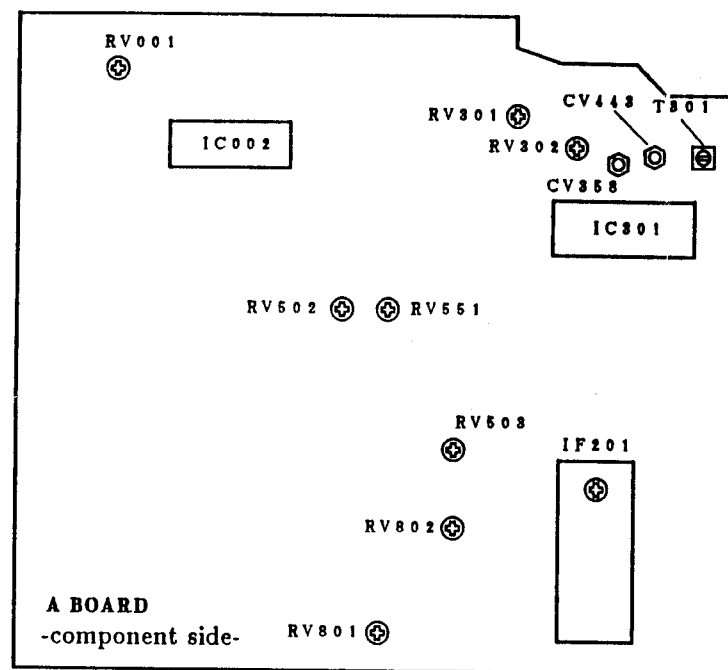 RV001
CV443 T301
RV301
IC002
RV302
CV358
IC301
RV502
RV551
RV503
IF201
RV802
A BOARD
-component side-
RV801